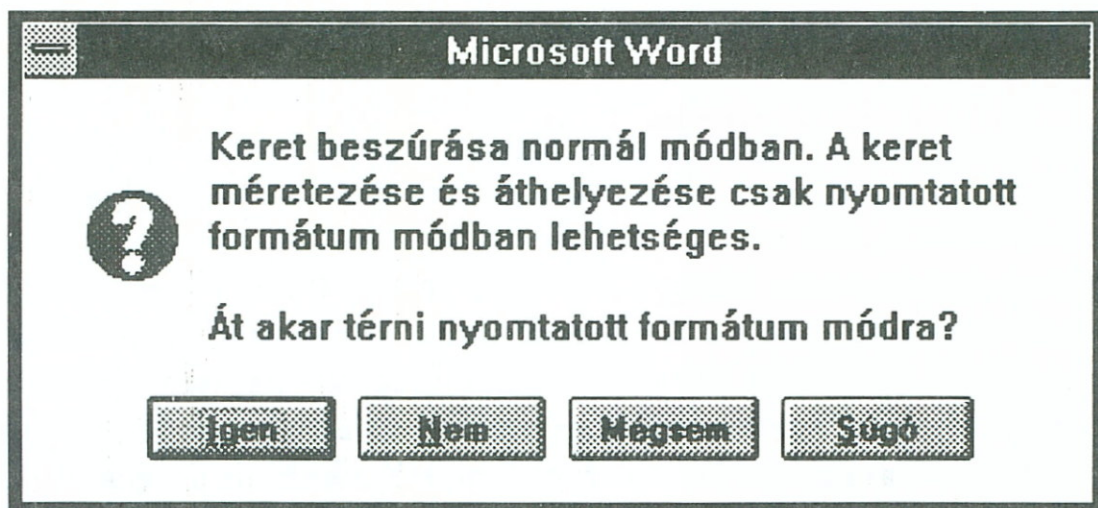 Microsoft Word
Keret beszúrása normál módban. A keret
méretezése és áthelyezése csak nyomtatott
formátum módban lehetséges.
Át akar térni nyomtatott formátum módra?
Igen Nem Mégsem Súgó